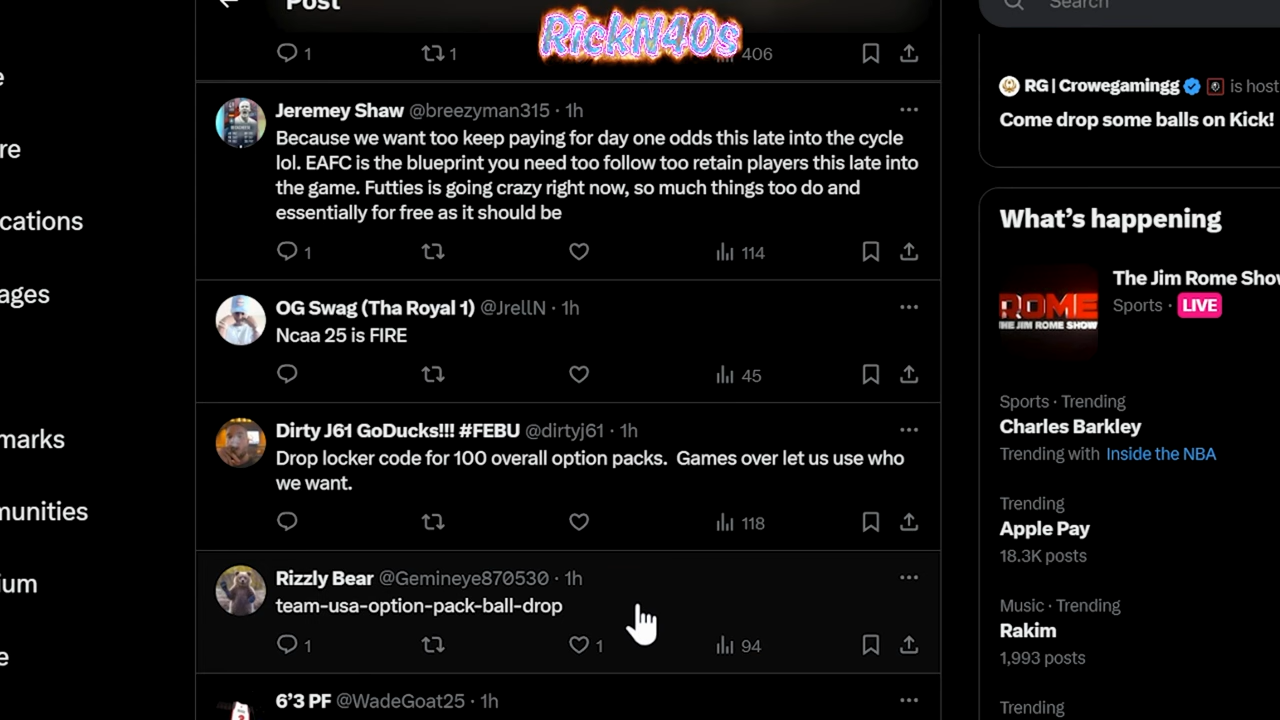 Post
RickN40s
Search
1
1
406
e
RG | Crowegamingg is host
Come drop some balls on Kick!
Jeremey Shaw @breezyman315 · 1h
Because we want too keep paying for day one odds this late into the cycle
lol. EAFC is the blueprint you need too follow too retain players this late into
the game. Futties is going crazy right now, so much things too do and
essentially for free as it should be
1
114
re
cations
ages
marks
munities
ium
e
What's happening
The Jim Rome Sho
Sports · LIVE
ROME
THE JIM ROME SHOW
OG Swag (Tha Royal 1) @JrellN · 1h
Ncaa 25 is FIRE
45
Sports · Trending
Charles Barkley
Trending with Inside the NBA
Dirty J61 GoDucks!!! #FEBU @dirtyj61 · 1h
Drop locker code for 100 overall option packs. Games over let us use who
we want.
118
Trending
Apple Pay
18.3K posts
Rizzly Bear @Gemineye870530 · 1h
team-usa-option-pack-ball-drop
1
1
94
Music · Trending
Rakim
1,993 posts
6'3 PF @WadeGoat25 · 1h
Trending